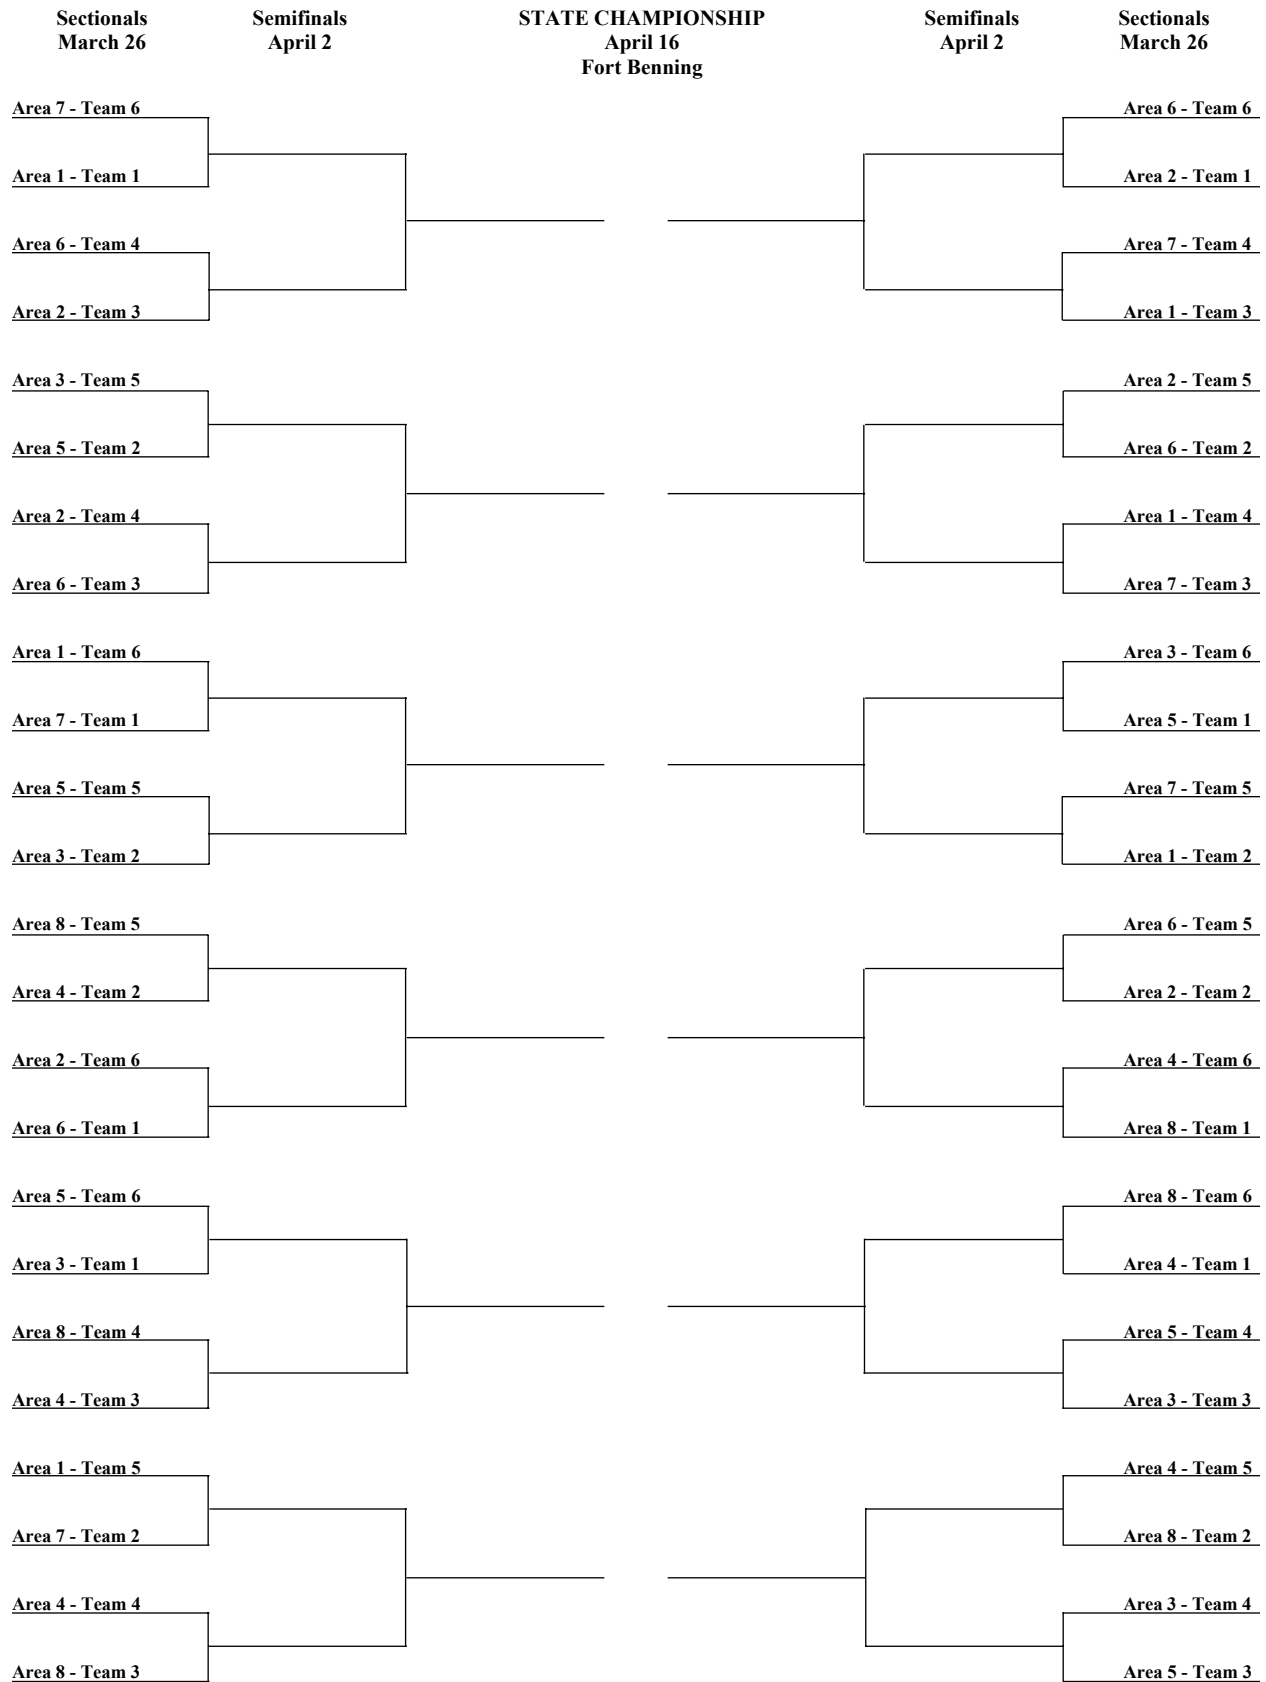 Sectionals Semifinals STATE CHAMPIONSHIP Semifinals Sectionals
March 26 April 2 April 16 April 2 March 26
Fort Benning
Area 7 - Team 6 Area 6 - Team 6
Area 1 - Team 1 Area 2 - Team 1
Area 6 - Team 4 Area 7 - Team 4
Area 2 - Team 3 Area 1 - Team 3
Area 3 - Team 5 Area 2 - Team 5
Area 5 - Team 2 Area 6 - Team 2
Area 2 - Team 4 Area 1 - Team 4
Area 6 - Team 3 Area 7 - Team 3
Area 1 - Team 6 Area 3 - Team 6
Area 7 - Team 1 Area 5 - Team 1
Area 5 - Team 5 Area 7 - Team 5
Area 3 - Team 2 Area 1 - Team 2
Area 8 - Team 5 Area 6 - Team 5
Area 4 - Team 2 Area 2 - Team 2
Area 2 - Team 6 Area 4 - Team 6
Area 6 - Team 1 Area 8 - Team 1
Area 5 - Team 6 Area 8 - Team 6
Area 3 - Team 1 Area 4 - Team 1
Area 8 - Team 4 Area 5 - Team 4
Area 4 - Team 3 Area 3 - Team 3
Area 1 - Team 5 Area 4 - Team 5
Area 7 - Team 2 Area 8 - Team 2
Area 4 - Team 4 Area 3 - Team 4
Area 8 - Team 3 Area 5 - Team 3